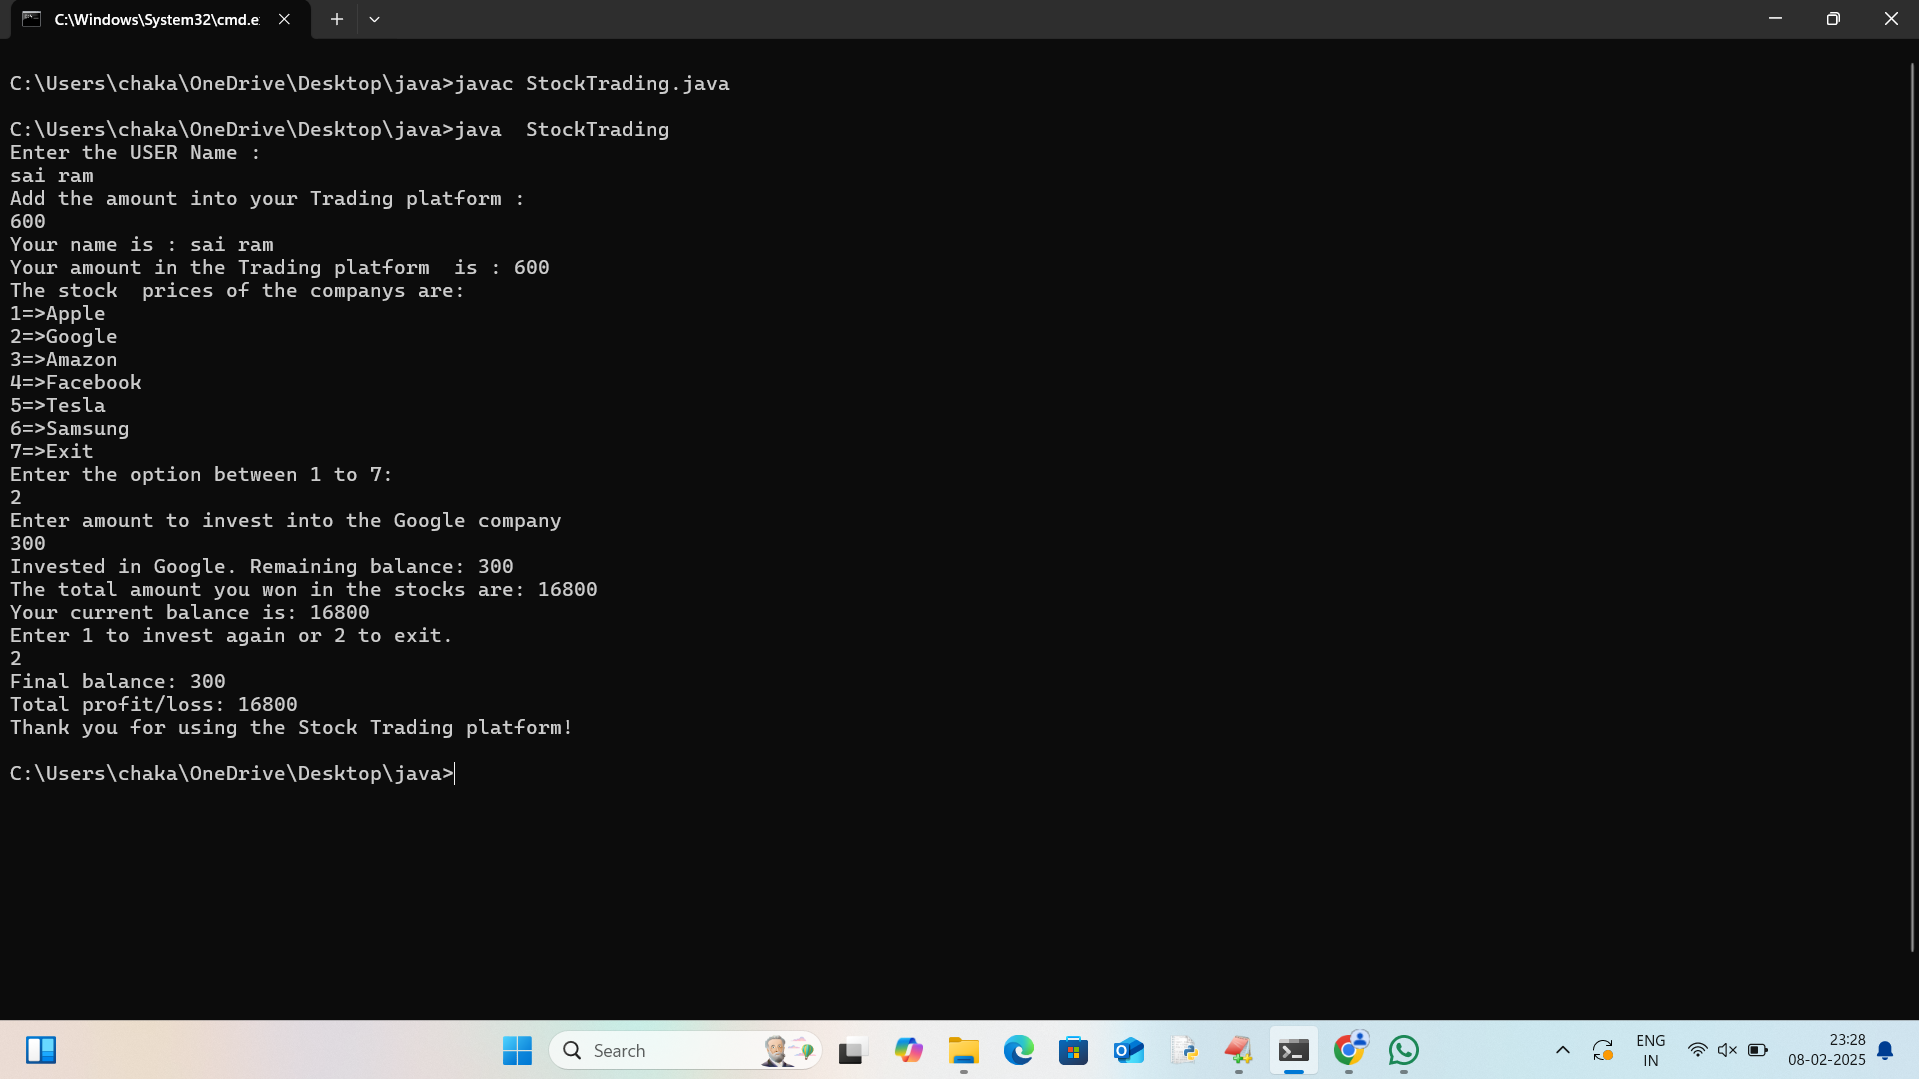 C:\Windows\System32\cmd.e
C:\Users\chaka\OneDrive\Desktop\java>javac StockTrading.java
C:\Users\chaka\OneDrive\Desktop\java>java  StockTrading
Enter the USER Name :
sai ram
Add the amount into your Trading platform :
600
Your name is : sai ram
Your amount in the Trading platform  is : 600
The stock  prices of the companys are:
1=>Apple
2=>Google
3=>Amazon
4=>Facebook
5=>Tesla
6=>Samsung
7=>Exit
Enter the option between 1 to 7:
2
Enter amount to invest into the Google company
300
Invested in Google. Remaining balance: 300
The total amount you won in the stocks are: 16800
Your current balance is: 16800
Enter 1 to invest again or 2 to exit.
2
Final balance: 300
Total profit/loss: 16800
Thank you for using the Stock Trading platform!
C:\Users\chaka\OneDrive\Desktop\java>
Search
ENG
IN
23:28
08-02-2025